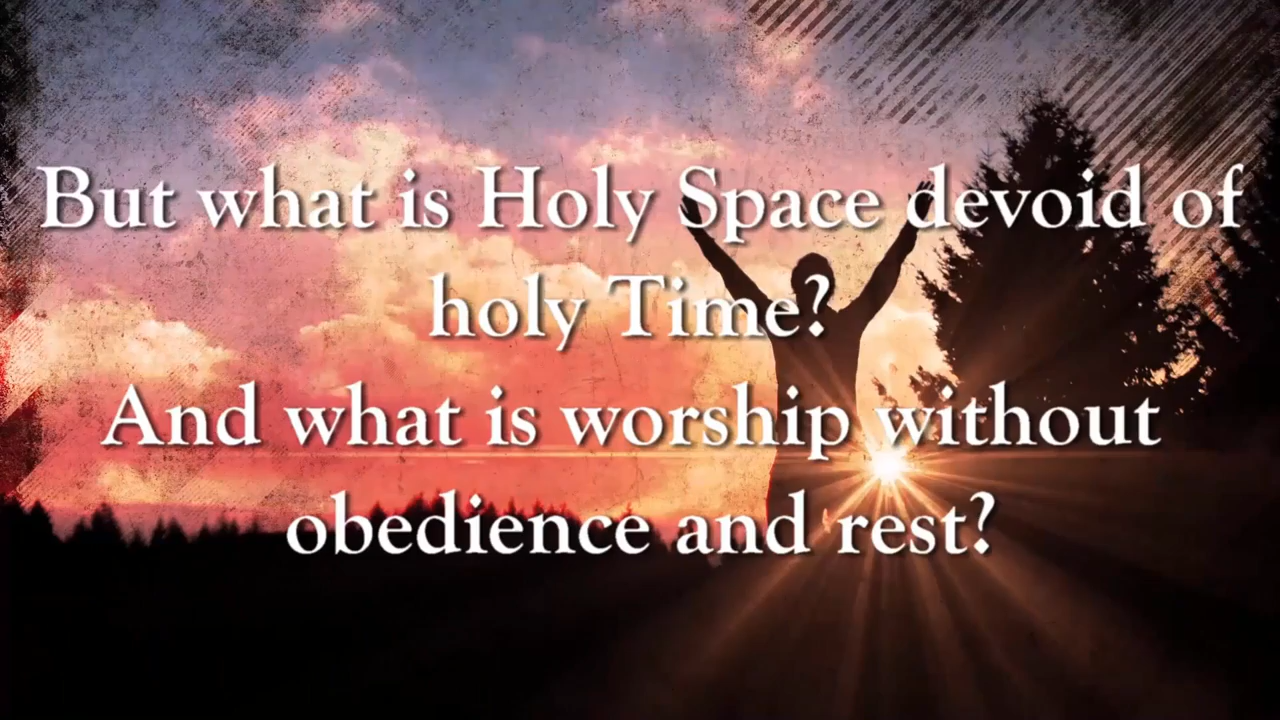 But what is Holy Space devoid of
holy Time?
And what is worship without
obedience and rest?